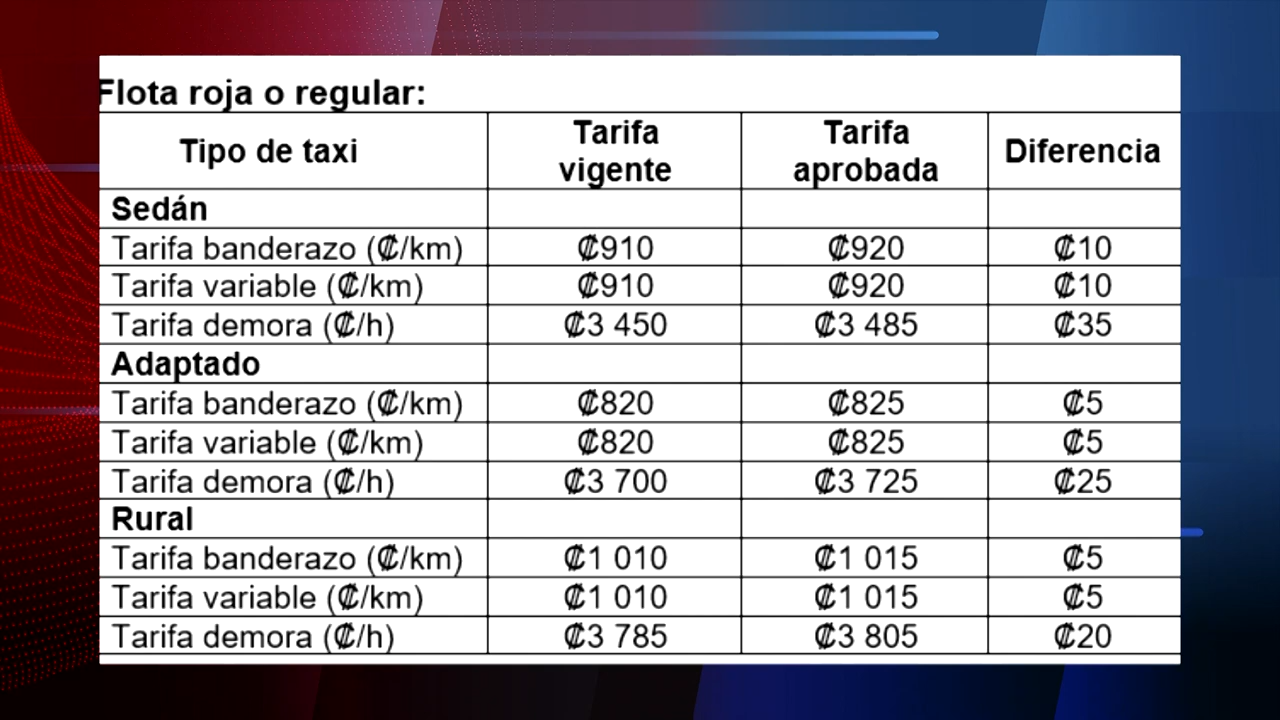 Flota roja o regular:
Tipo de taxi Tarifa vigente Tarifa aprobada Diferencia
Sedán
Tarifa banderazo (₡/km) ₡910 ₡920 ₡10
Tarifa variable (₡/km) ₡910 ₡920 ₡10
Tarifa demora (₡/h) ₡3 450 ₡3 485 ₡35
Adaptado
Tarifa banderazo (₡/km) ₡820 ₡825 ₡5
Tarifa variable (₡/km) ₡820 ₡825 ₡5
Tarifa demora (₡/h) ₡3 700 ₡3 725 ₡25
Rural
Tarifa banderazo (₡/km) ₡1 010 ₡1 015 ₡5
Tarifa variable (₡/km) ₡1 010 ₡1 015 ₡5
Tarifa demora (₡/h) ₡3 785 ₡3 805 ₡20